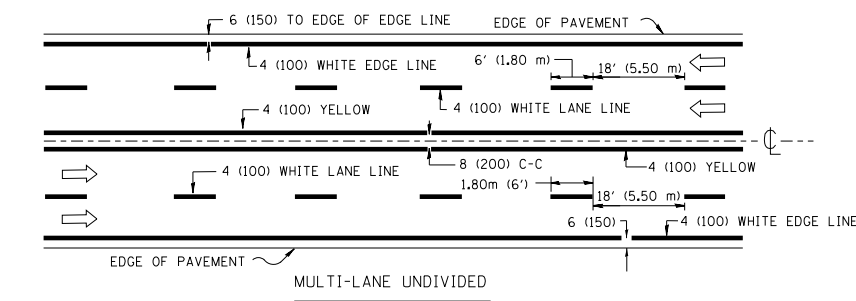 6 (150) TO EDGE OF EDGE LINE
EDGE OF PAVEMENT
4 (100) WHITE EDGE LINE
6' (1.80 m)
18' (5.50 m)
4 (100) YELLOW
4 (100) WHITE LANE LINE
℄
4 (100) WHITE LANE LINE
8 (200) C-C
4 (100) YELLOW
1.80m (6')
18' (5.50 m)
6 (150)
4 (100) WHITE EDGE LINE
EDGE OF PAVEMENT
MULTI-LANE UNDIVIDED